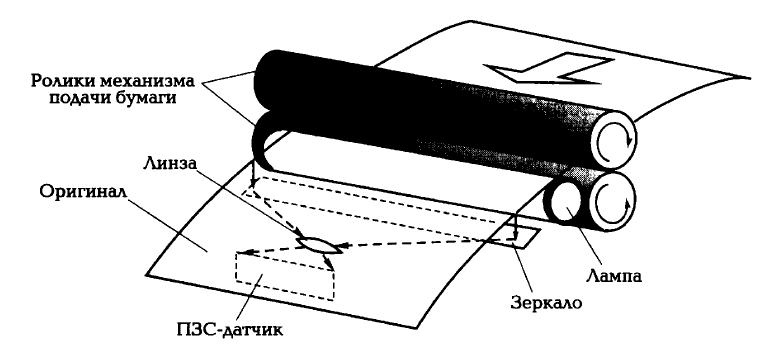 Ролики механизма
подачи бумаги
Линза
Оригинал
Лампа
Зеркало
ПЗС-датчик